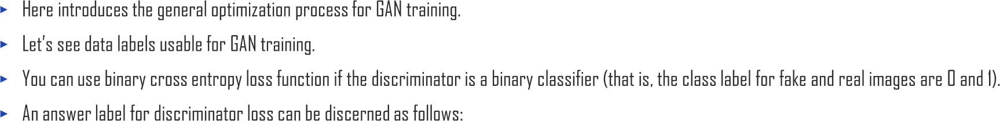 ► Here introduces the general optimization process for GAN training.
► Let's see data labels usable for GAN training.
► You can use binary cross entropy loss function if the discriminator is a binary classifier (that is, the class label for fake and real images are 0 and 1).
► An answer label for discriminator loss can be discerned as follows: